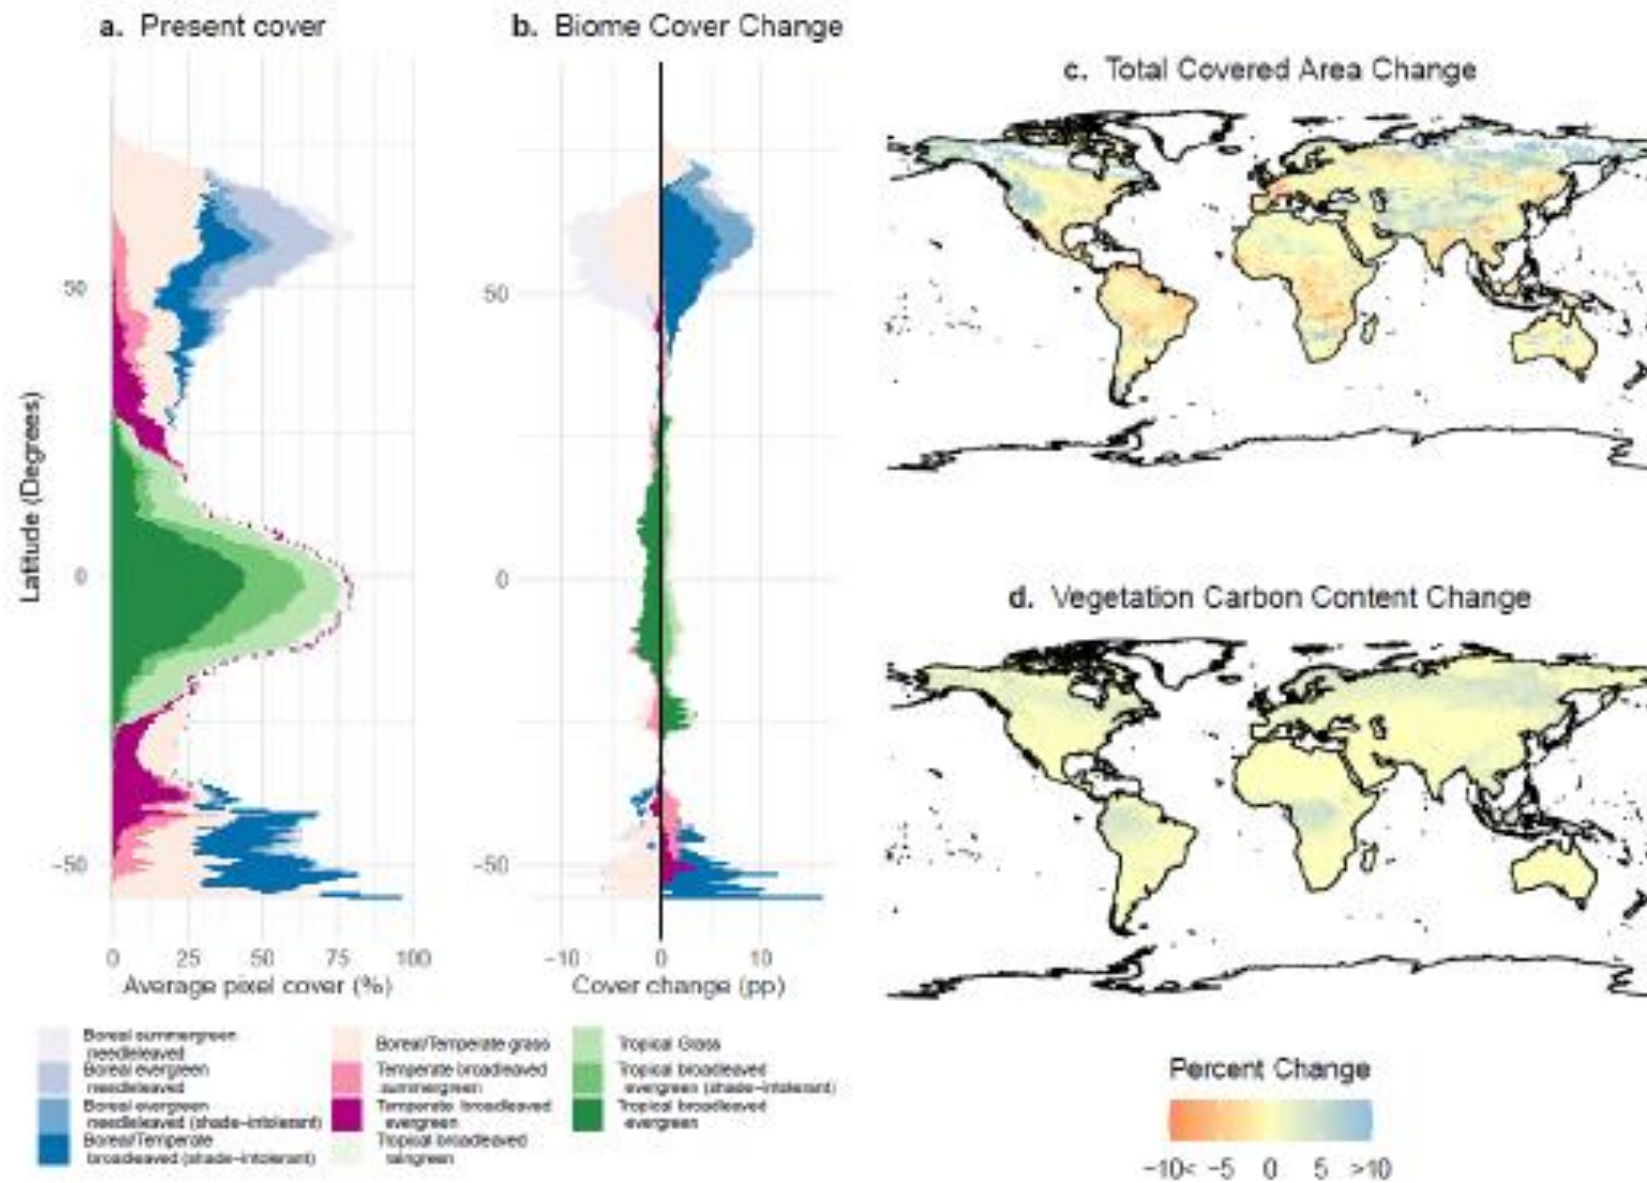 a. Present cover
b. Biome Cover Change
c. Total Covered Area Change
50
0
-50
Latitude (Degrees)
0 25 50 75 100
Average pixel cover (%)
50
0
-50
-10 0 10
Cover change (pp)
d. Vegetation Carbon Content Change
Boreal summergreen
needleleaved
Boreal evergreen
needleleaved
Boreal evergreen
needleleaved (shade-intolerant)
Boreal/Temperate
broadleaved (shade-intolerant)
Boreal/Temperate grass
Temperate broadleaved
summergreen
Temperate broadleaved
evergreen
Tropical broadleaved
raingreen
Tropical Grass
Tropical broadleaved
evergreen (shade-intolerant)
Tropical broadleaved
evergreen
Percent Change
-10< -5 0 5 >10